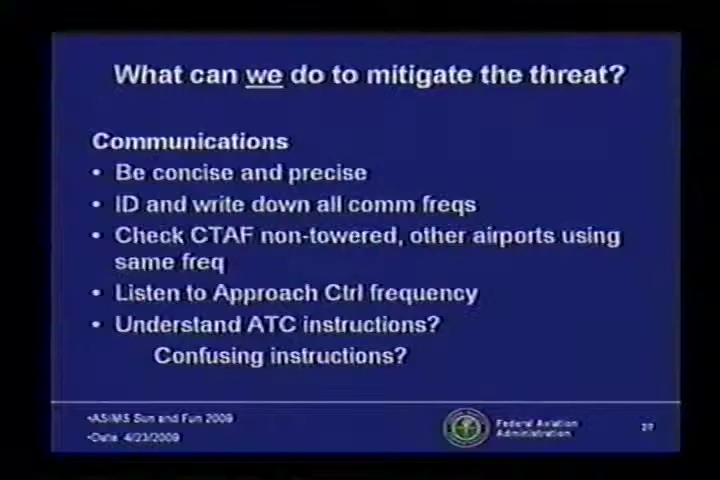 What can we do to mitigate the threat?
Communications
• Be concise and precise
• ID and write down all comm freqs
• Check CTAF non-towered, other airports using
same freq
• Listen to Approach Ctrl frequency
• Understand ATC instructions?
Confusing instructions?
•ASIMS Sun and Fun 2009
•Date 4/23/2009
Federal Aviation
Administration